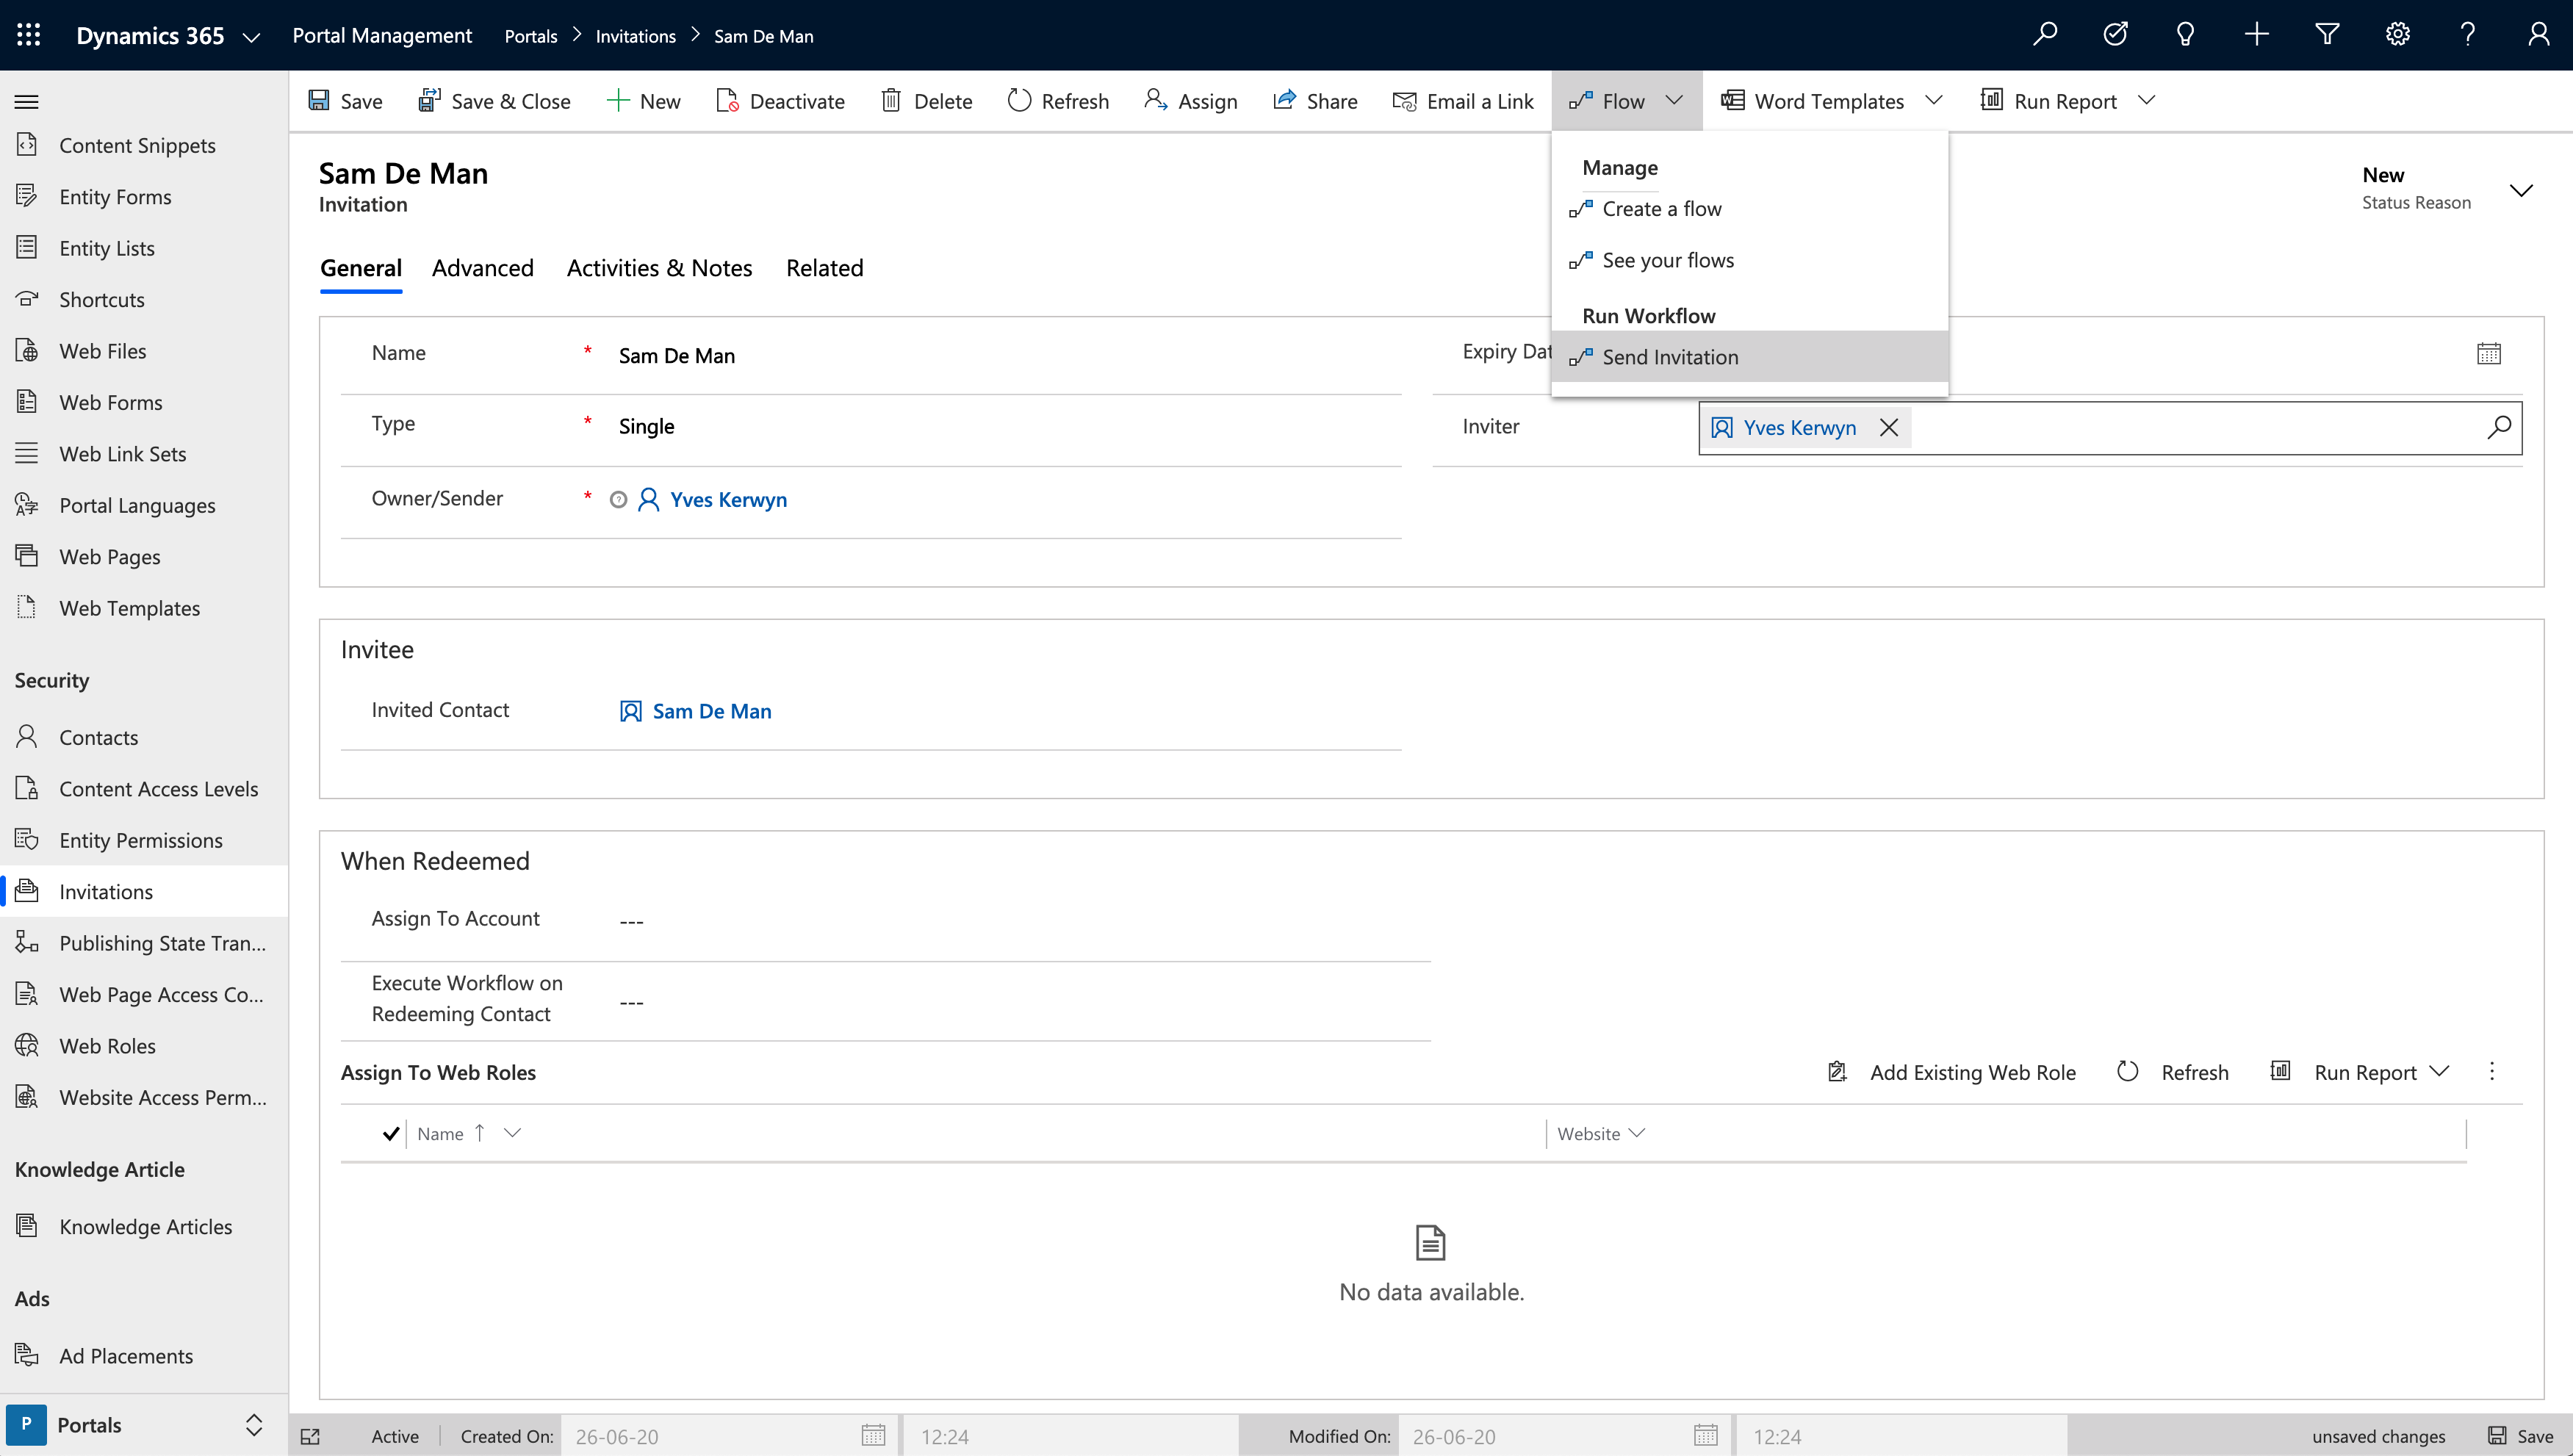 Dynamics 365 Portal Management Portals Invitations Sam De Man
Save Save & Close New Deactivate Delete Refresh Assign Share Email a Link Flow Word Templates Run Report
Content Snippets
Entity Forms
Entity Lists
Shortcuts
Web Files
Web Forms
Web Link Sets
Portal Languages
Web Pages
Web Templates
Security
Contacts
Content Access Levels
Entity Permissions
Invitations
Publishing State Tran...
Web Page Access Co...
Web Roles
Website Access Perm...
Knowledge Article
Knowledge Articles
Ads
Ad Placements
P Portals
Sam De Man
Invitation
New
Status Reason
Manage
Create a flow
See your flows
Run Workflow
Send Invitation
General Advanced Activities & Notes Related
Name * Sam De Man
Type * Single
Owner/Sender * Yves Kerwyn
Expiry Dat
Inviter Yves Kerwyn
Invitee
Invited Contact Sam De Man
When Redeemed
Assign To Account ---
Execute Workflow on
Redeeming Contact ---
Assign To Web Roles Add Existing Web Role Refresh Run Report
Name Website
No data available.
Active Created On: 26-06-20 12:24 Modified On: 26-06-20 12:24 unsaved changes Save